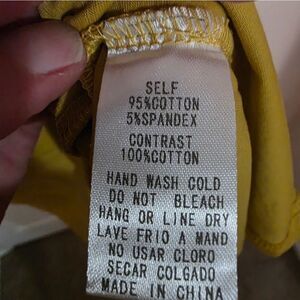 SELF
95%COTTON
5%SPANDEX
CONTRAST
100%COTTON
HAND WASH COLD
DO NOT BLEACH
HANG OR LINE DRY
LAVE FRIO A MAND
NO USAR CLORO
SECAR COLGADO
MADE IN CHINA